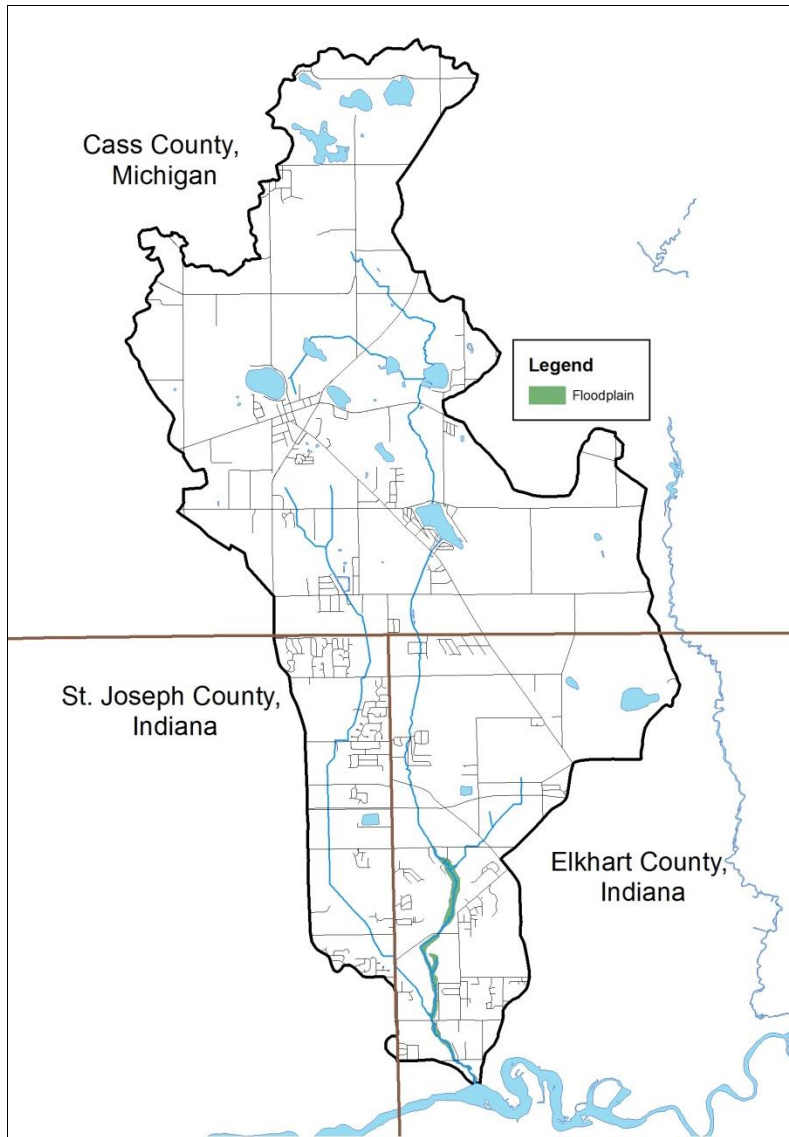 Cass County,
Michigan
Legend
Floodplain
St. Joseph County,
Indiana
Elkhart County,
Indiana